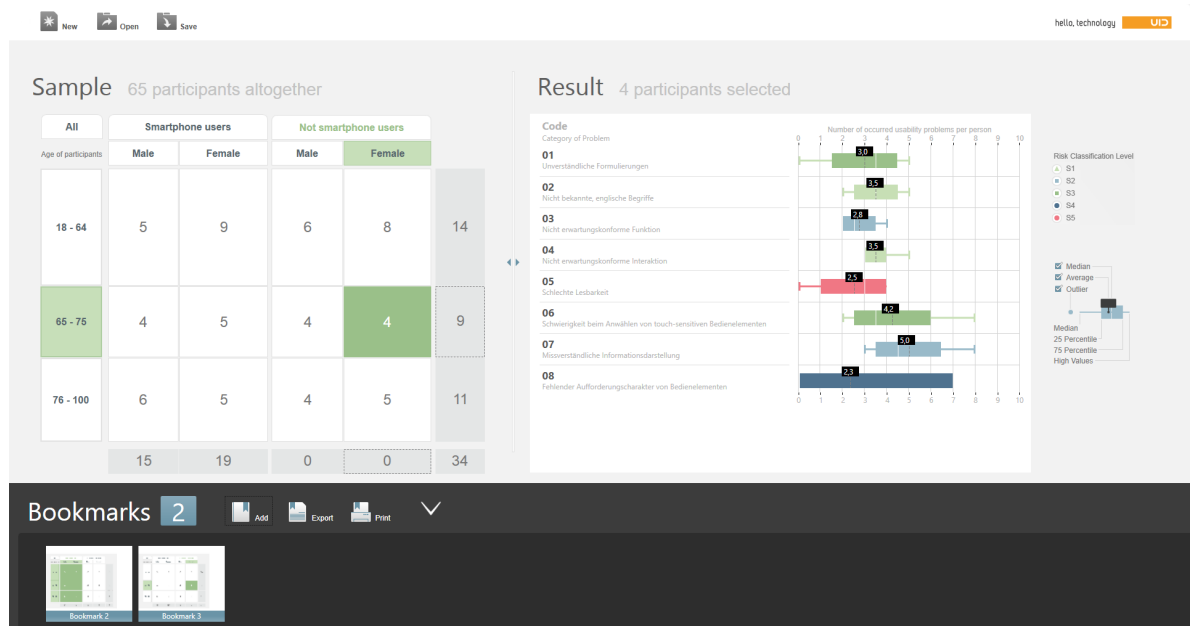 New Open Save
hello, technology UID
Sample 65 participants altogether
All Smartphone users Not smartphone users
Age of participants Male Female Male Female
18 - 64 5 9 6 8 14
65 - 75 4 5 4 4 9
76 - 100 6 5 4 5 11
15 19 0 0 34
Result 4 participants selected
Code
Category of Problem
Number of occurred usability problems per person
0 1 2 3 4 5 6 7 8 9 10
01
Unverständliche Formulierungen
3,0
02
Nicht bekannte, englische Begriffe
3,5
03
Nicht erwartungskonforme Funktion
2,8
04
Nicht erwartungskonforme Interaktion
3,5
05
Schlechte Lesbarkeit
2,5
06
Schwierigkeit beim Anwählen von touch-sensitiven Bedienelementen
4,2
07
Missverständliche Informationsdarstellung
5,0
08
Fehlender Aufforderungscharakter von Bedienelementen
2,3
0 1 2 3 4 5 6 7 8 9 10
Risk Classification Level
S1
S2
S3
S4
S5
Median
Average
Outlier
Median
25 Percentile
75 Percentile
High Values
Bookmarks 2 Add Export Print
Bookmark 2 Bookmark 3